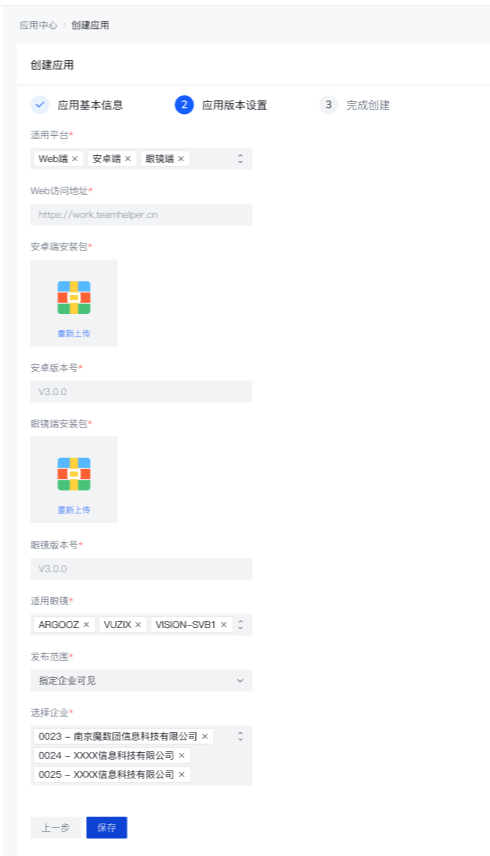 应用中心 / 创建应用
创建应用
应用基本信息 2 应用版本设置 3 完成创建
适用平台*
Web端 × 安卓端 × 眼镜端 ×
Web访问地址*
https://work.teamhelper.cn
安卓端安装包*
重新上传
安卓版本号*
V3.0.0
眼镜端安装包*
重新上传
眼镜版本号*
V3.0.0
适用眼镜*
ARGOOZ × VUZIX × VISION-SVB1 ×
发布范围*
指定企业可见
选择企业*
0023 - 南京魔数团信息科技有限公司 ×
0024 - XXXX信息科技有限公司 ×
0025 - XXXX信息科技有限公司 ×
上一步 保存